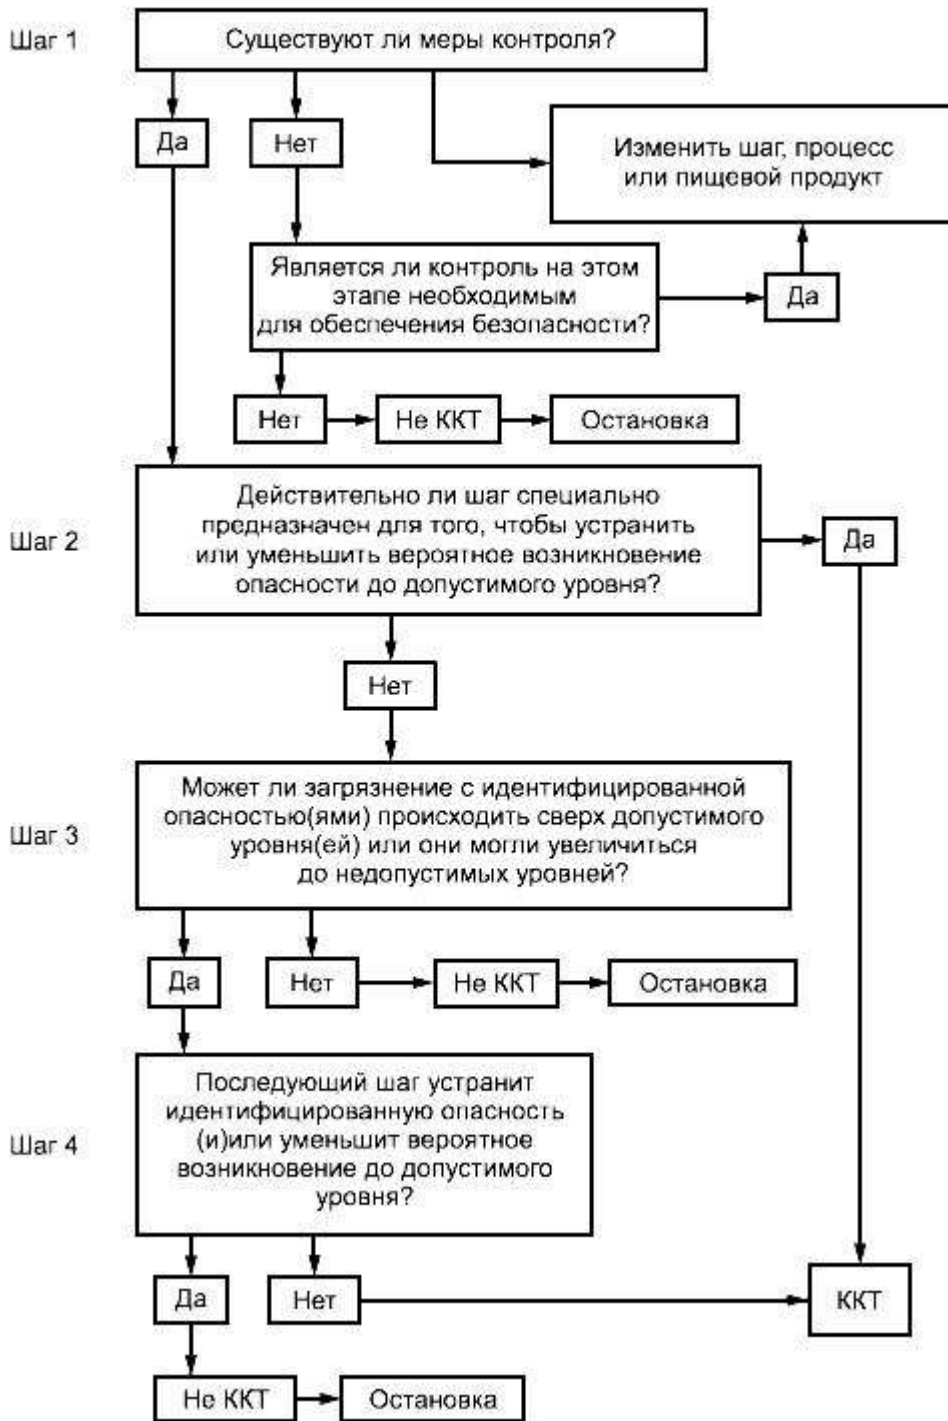 Шаг 1
Существуют ли меры контроля?
Да
Нет
Изменить шаг, процесс
или пищевой продукт
Является ли контроль на этом
этапе необходимым
для обеспечения безопасности?
Да
Нет
Не ККТ
Остановка
Шаг 2
Действительно ли шаг специально
предназначен для того, чтобы устранить
или уменьшить вероятное возникновение
опасности до допустимого уровня?
Да
Нет
Шаг 3
Может ли загрязнение с идентифицированной
опасностью(ями) происходить сверх допустимого
уровня(ей) или они могли увеличиться
до недопустимых уровней?
Да
Нет
Не ККТ
Остановка
Шаг 4
Последующий шаг устранит
идентифицированную опасность
(и)или уменьшит вероятное
возникновение до допустимого
уровня?
Да
Нет
ККТ
Не ККТ
Остановка